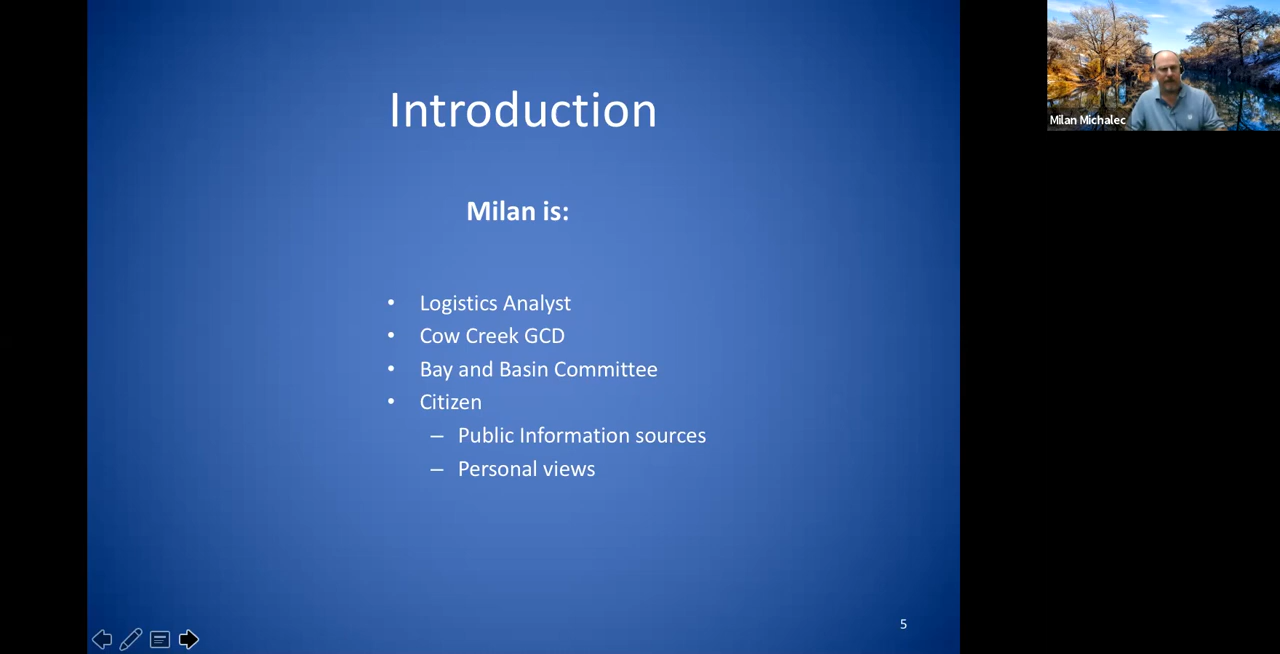 Introduction
Milan is:
• Logistics Analyst
• Cow Creek GCD
• Bay and Basin Committee
• Citizen
– Public Information sources
– Personal views
5
Milan Michalec